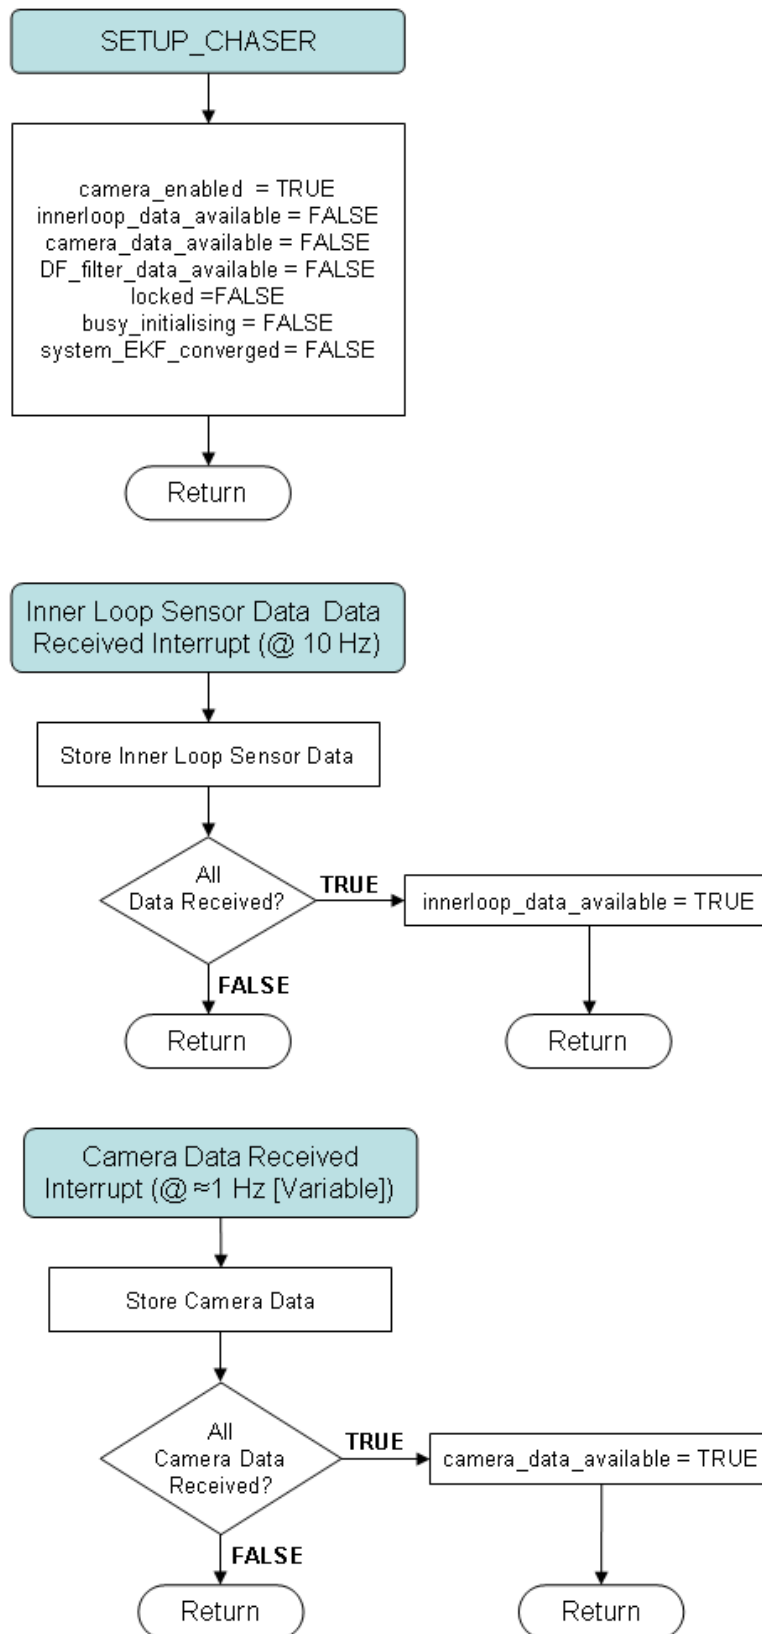 SETUP_CHASER
camera_enabled = TRUE
innerloop_data_available = FALSE
camera_data_available = FALSE
DF_filter_data_available = FALSE
locked =FALSE
busy_initialising = FALSE
system_EKF_converged = FALSE
Return
Inner Loop Sensor Data Data
Received Interrupt (@ 10 Hz)
Store Inner Loop Sensor Data
All
Data Received?
TRUE
innerloop_data_available = TRUE
FALSE
Return
Return
Camera Data Received
Interrupt (@ ≈1 Hz [Variable])
Store Camera Data
All
Camera Data
Received?
TRUE
camera_data_available = TRUE
FALSE
Return
Return